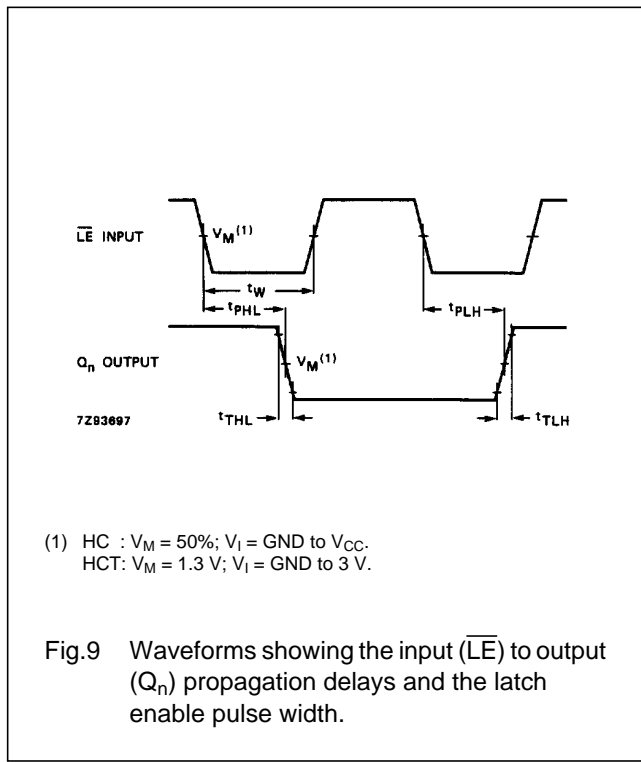 L̅E̅ INPUT
V_M^(1)
t_W
t_PHL
t_PLH
Q_n OUTPUT
V_M^(1)
7Z93697
t_THL
t_TLH
(1) HC : V_M = 50%; V_I = GND to V_CC.
HCT: V_M = 1.3 V; V_I = GND to 3 V.
Fig.9 Waveforms showing the input (L̅E̅) to output
(Q_n) propagation delays and the latch
enable pulse width.